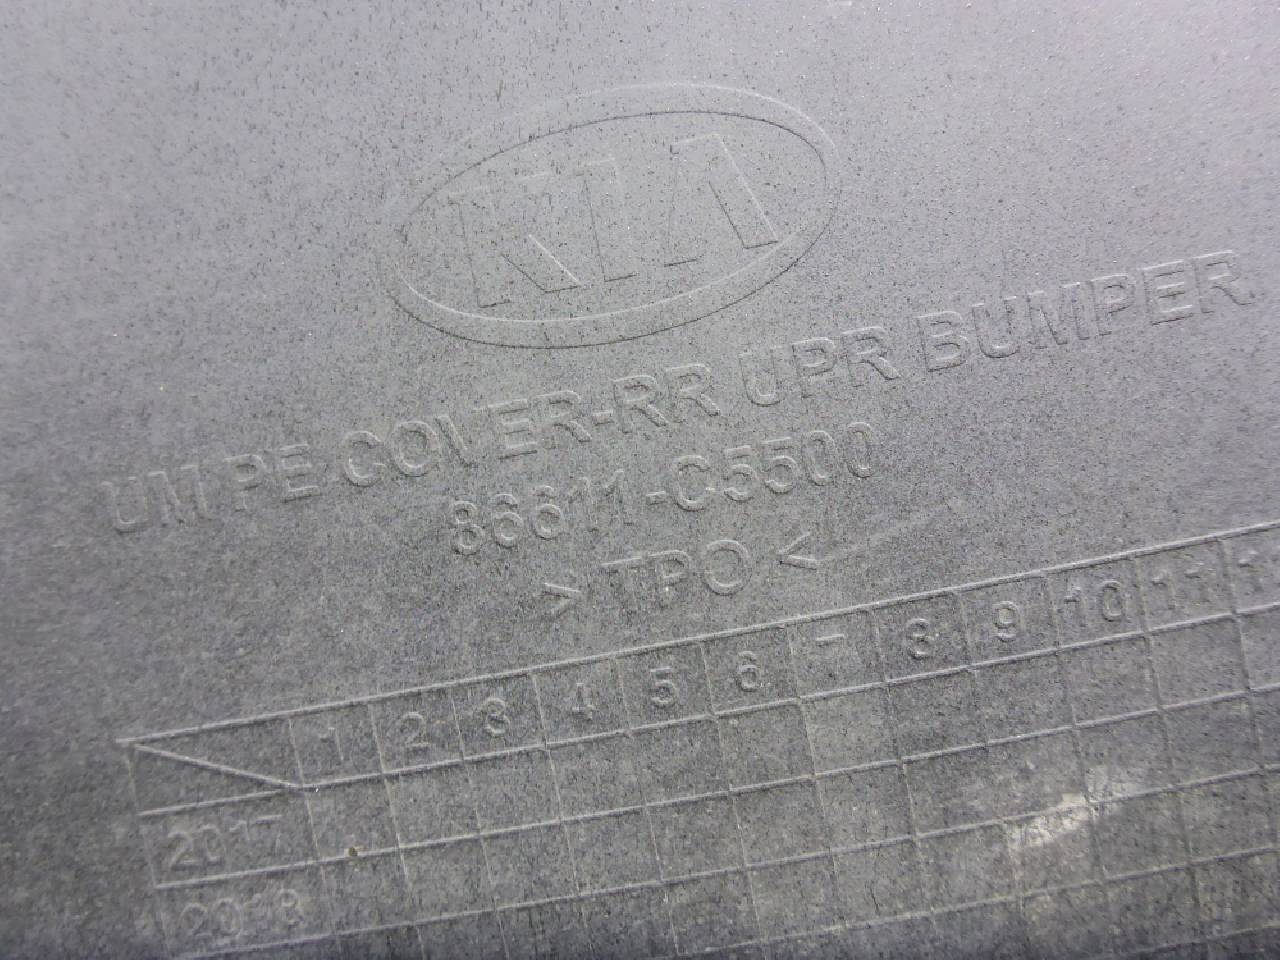 KIA
UM PE COVER-RR UPR BUMPER
86611-C5500
> TPO <
1 2 3 4 5 6 7 8 9 10 11
2017
2018